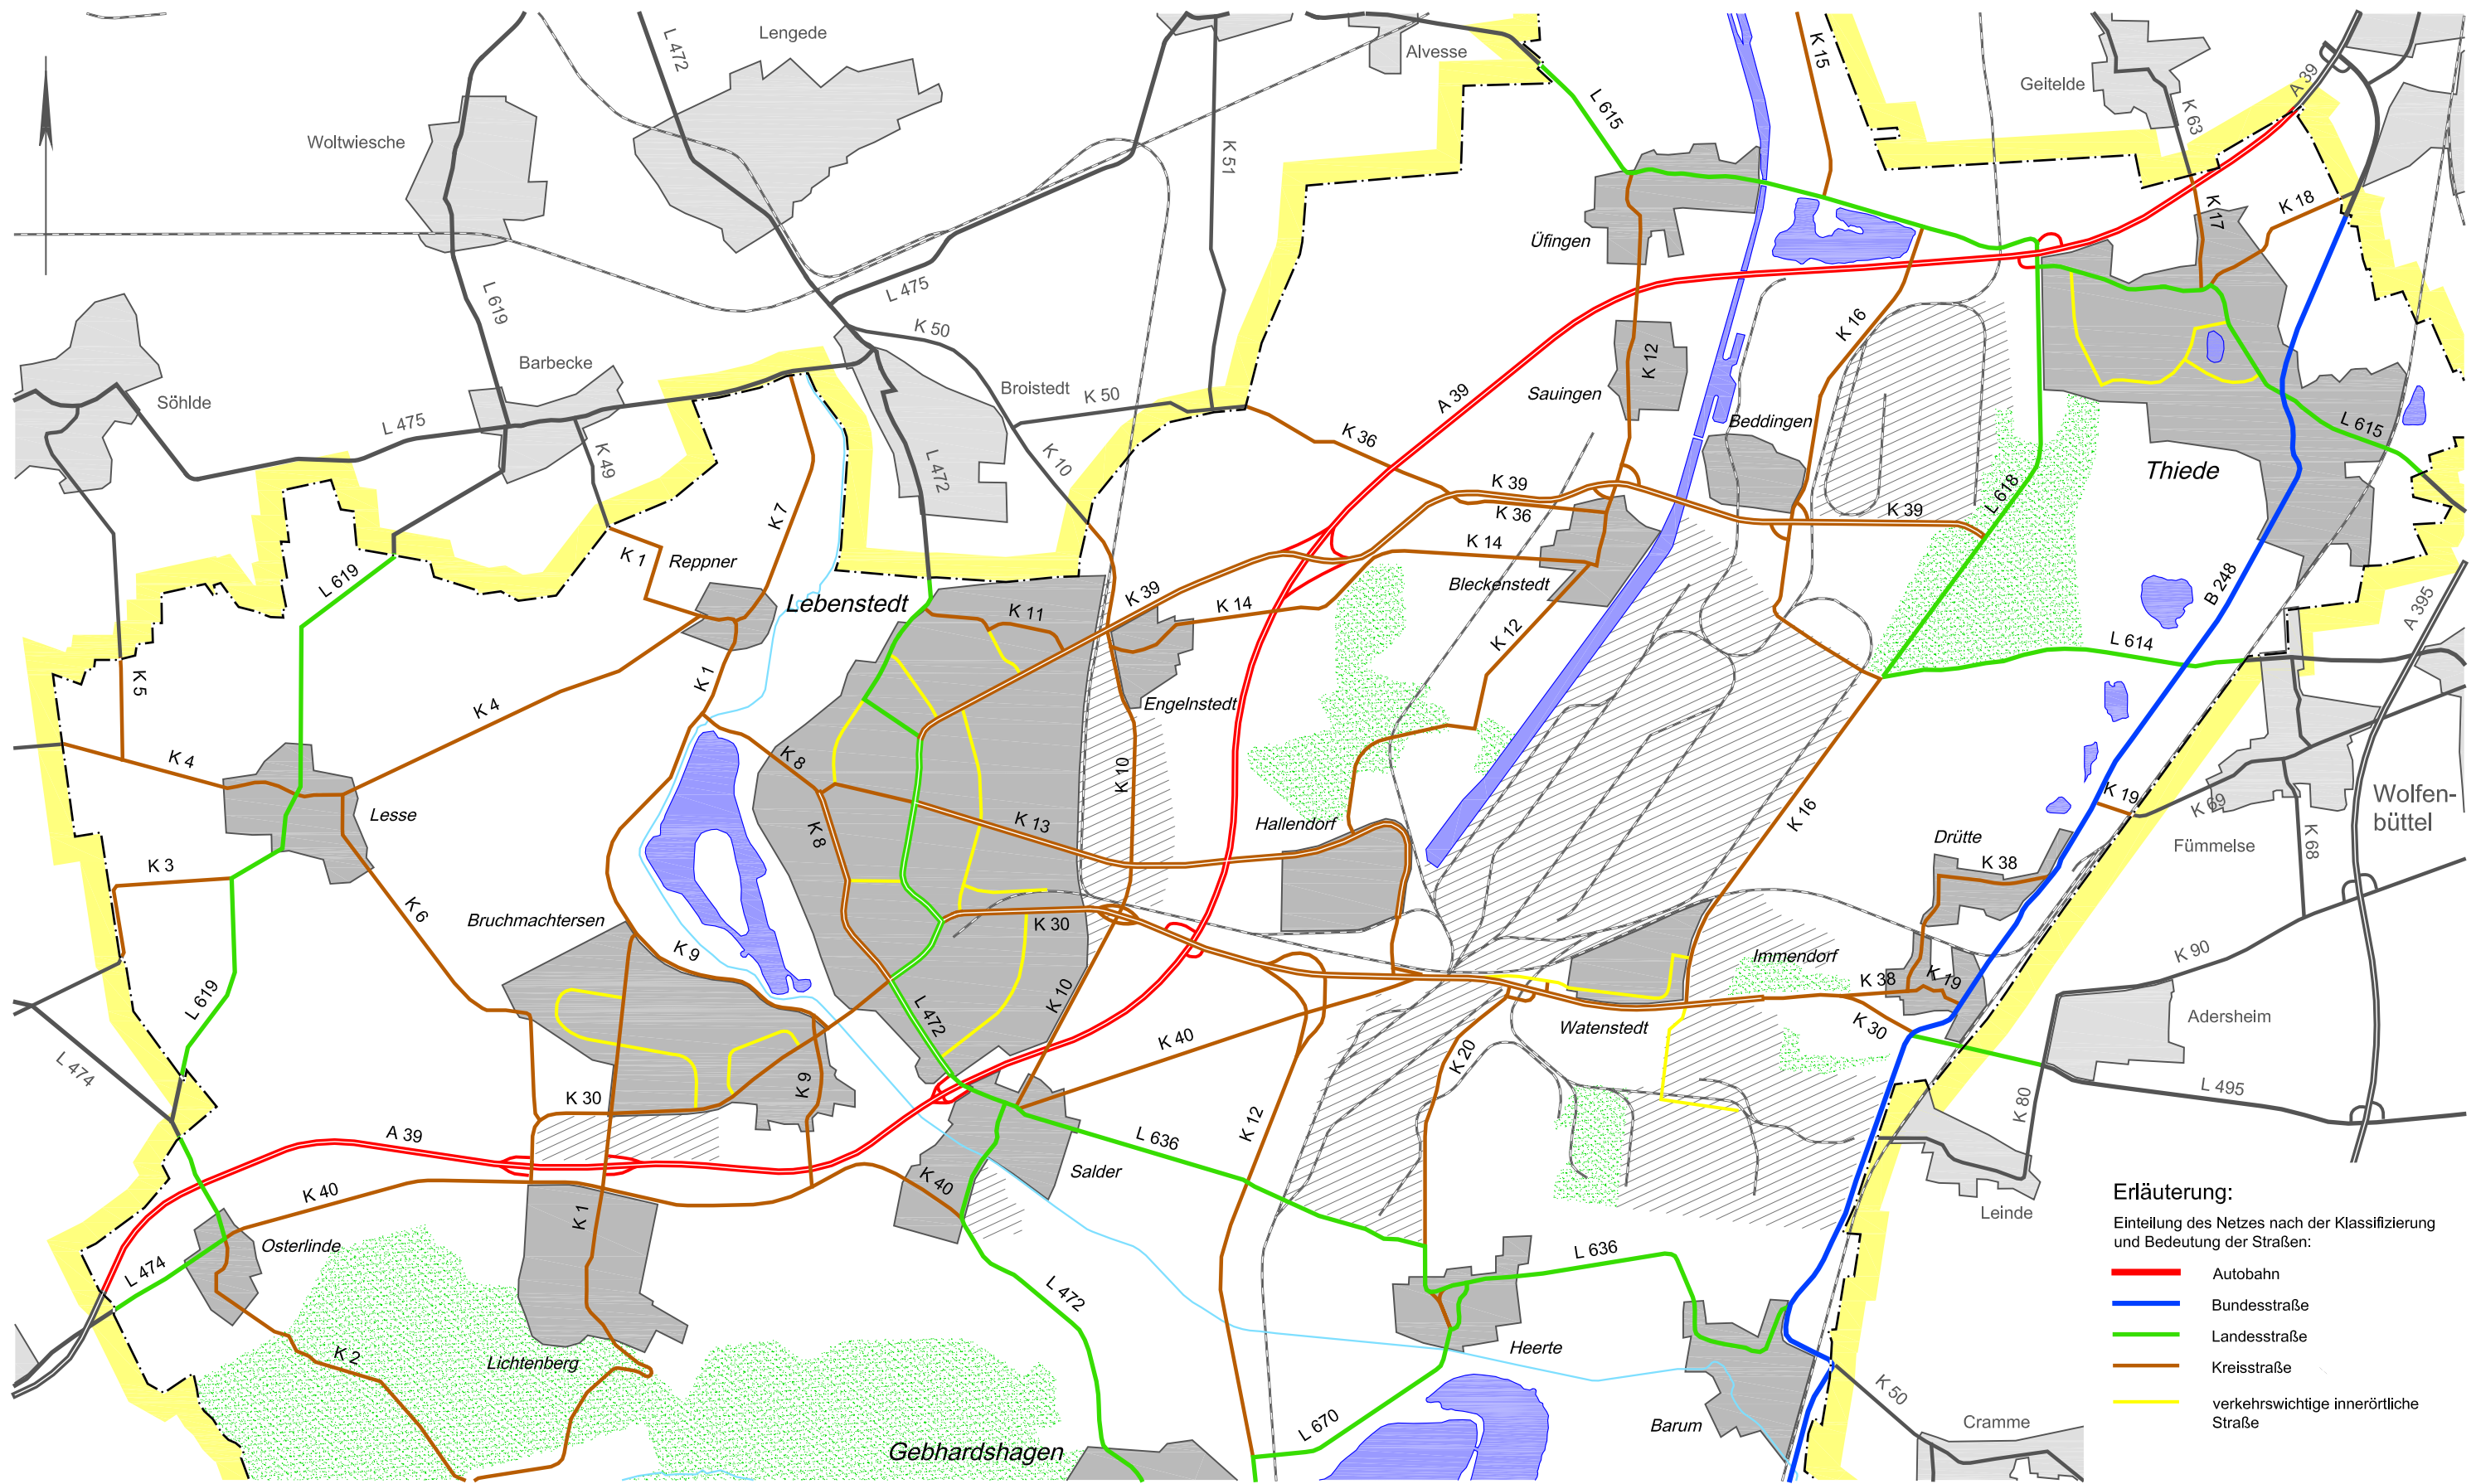 Lengede
Alvesse
L 472
K 15
Geitelde
A 39
L 615
K 63
Woltwiesche
K 51
K 18
K 17
Üfingen
L 475
L 619
K 50
K 16
Barbecke
Broistedt
K 50
K 12
Söhlde
A 39
Sauingen
Beddingen
L 475
K 36
L 615
K 49
K 10
L 472
Thiede
K 39
K 7
K 36
K 39
L 618
K 1
Reppner
K 14
L 619
Bleckenstedt
B 248
Lebenstedt
K 39
K 11
K 14
A 395
K 12
L 614
K 5
K 1
K 4
Engelnstedt
K 4
K 8
K 10
K 19
K 69
Wolfen-
büttel
Lesse
K 13
Hallendorf
K 16
Drütte
K 8
K 68
Fümmelse
K 3
K 38
K 6
Bruchmachtersen
K 30
K 9
Immendorf
K 90
K 38
K 19
L 619
K 10
L 472
Watenstedt
K 30
Adersheim
K 40
K 20
L 474
K 9
K 30
L 495
K 80
K 12
A 39
L 636
Salder
K 40
K 40
K 1
Leinde
Osterlinde
L 474
L 636
L 472
Heerte
K 2
Lichtenberg
K 50
L 670
Barum
Cramme
Gebhardshagen
Erläuterung:
Einteilung des Netzes nach der Klassifizierung
und Bedeutung der Straßen:
Autobahn
Bundesstraße
Landesstraße
Kreisstraße
verkehrswichtige innerörtliche
Straße